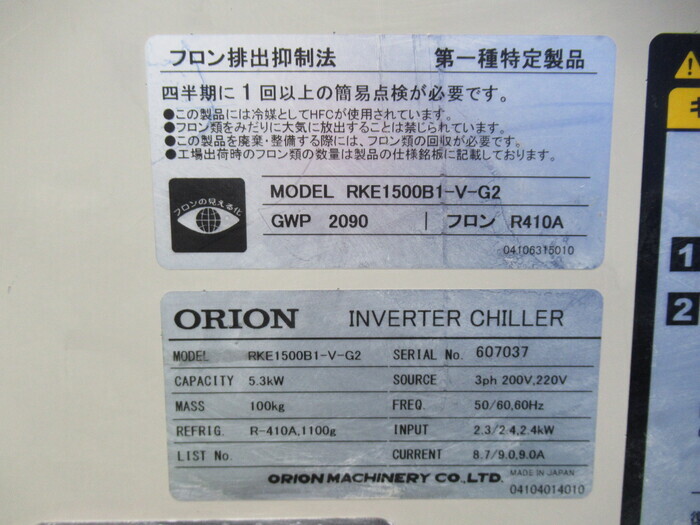 フロン排出抑制法 第一種特定製品
四半期に1回以上の簡易点検が必要です。
●この製品には冷媒としてHFCが使用されています。
●フロン類をみだりに大気に放出することは禁じられています。
●この製品を廃棄・整備する際には、フロン類の回収が必要です。
●工場出荷時のフロン類の数量は製品の仕様銘板に記載しております。
フロンの見える化
MODEL RKE1500B1-V-G2
GWP 2090 フロン R410A
04106315010
ORION INVERTER CHILLER
MODEL RKE1500B1-V-G2 SERIAL No. 607037
CAPACITY 5.3kW SOURCE 3ph 200V,220V
MASS 100kg FREQ. 50/60,60Hz
REFRIG. R-410A,1100g INPUT 2.3/2.4,2.4kW
LIST No. CURRENT 8.7/9.0,9.0A
ORION MACHINERY CO.,LTD. MADE IN JAPAN
04104014010
1
2